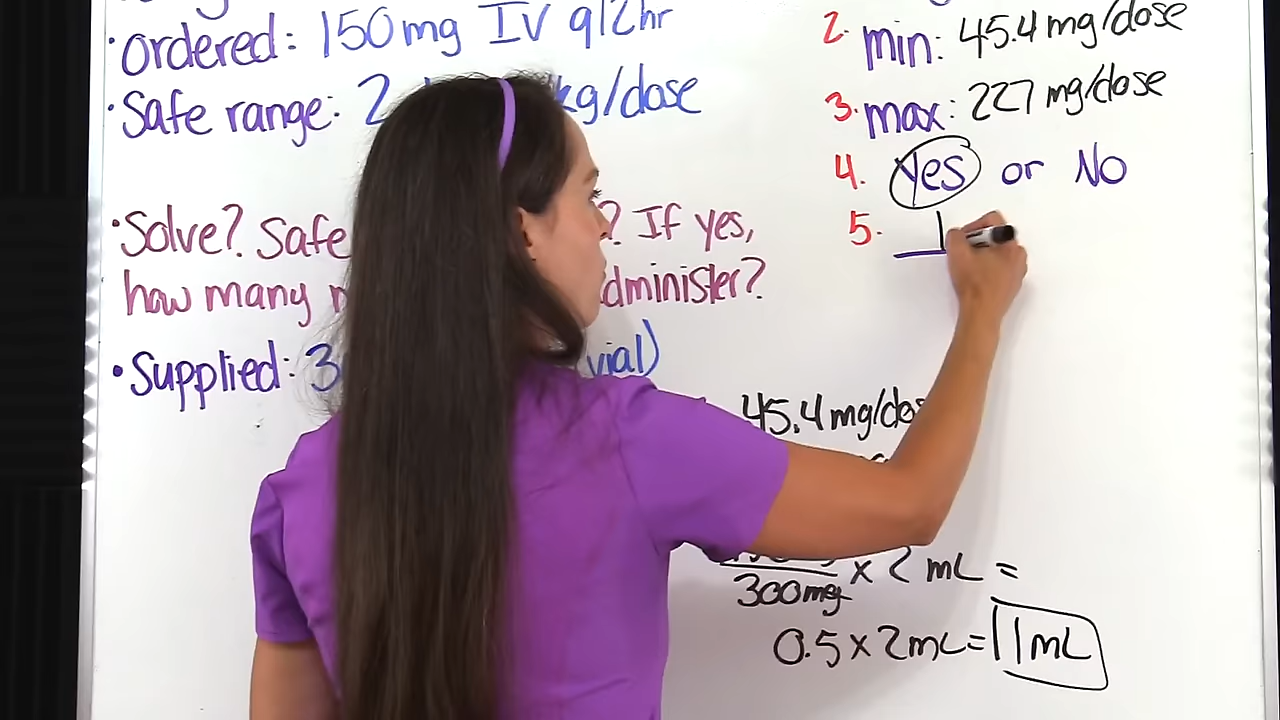 • Ordered: 150 mg IV q12hr
• Safe range: 2 kg/dose
• Solve? Safe ? If yes,
how many administer?
• Supplied: 3 vial)
2. min: 45.4 mg/dose
3. max: 227 mg/dose
4. Yes or No
5. 1
45.4 mg/dos
300mg x 2 mL =
0.5 x 2mL = 1 mL